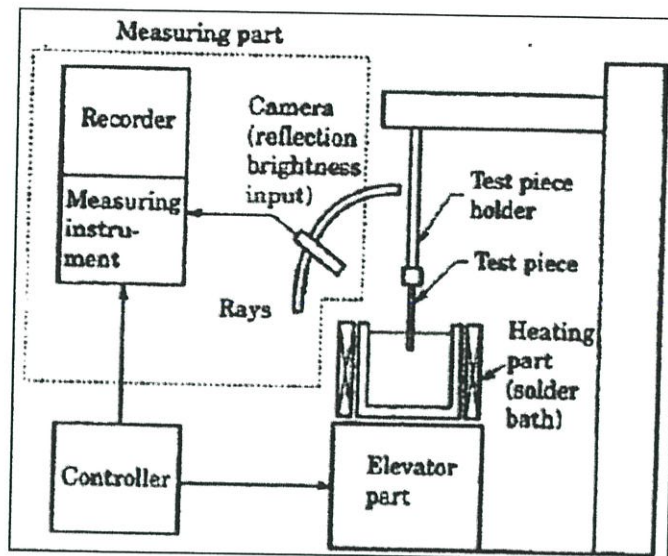 Measuring part
Recorder
Measuring
instru-
ment
Camera
(reflection
brightness
input)
Rays
Test piece
holder
Test piece
Heating
part
(solder
bath)
Controller
Elevator
part